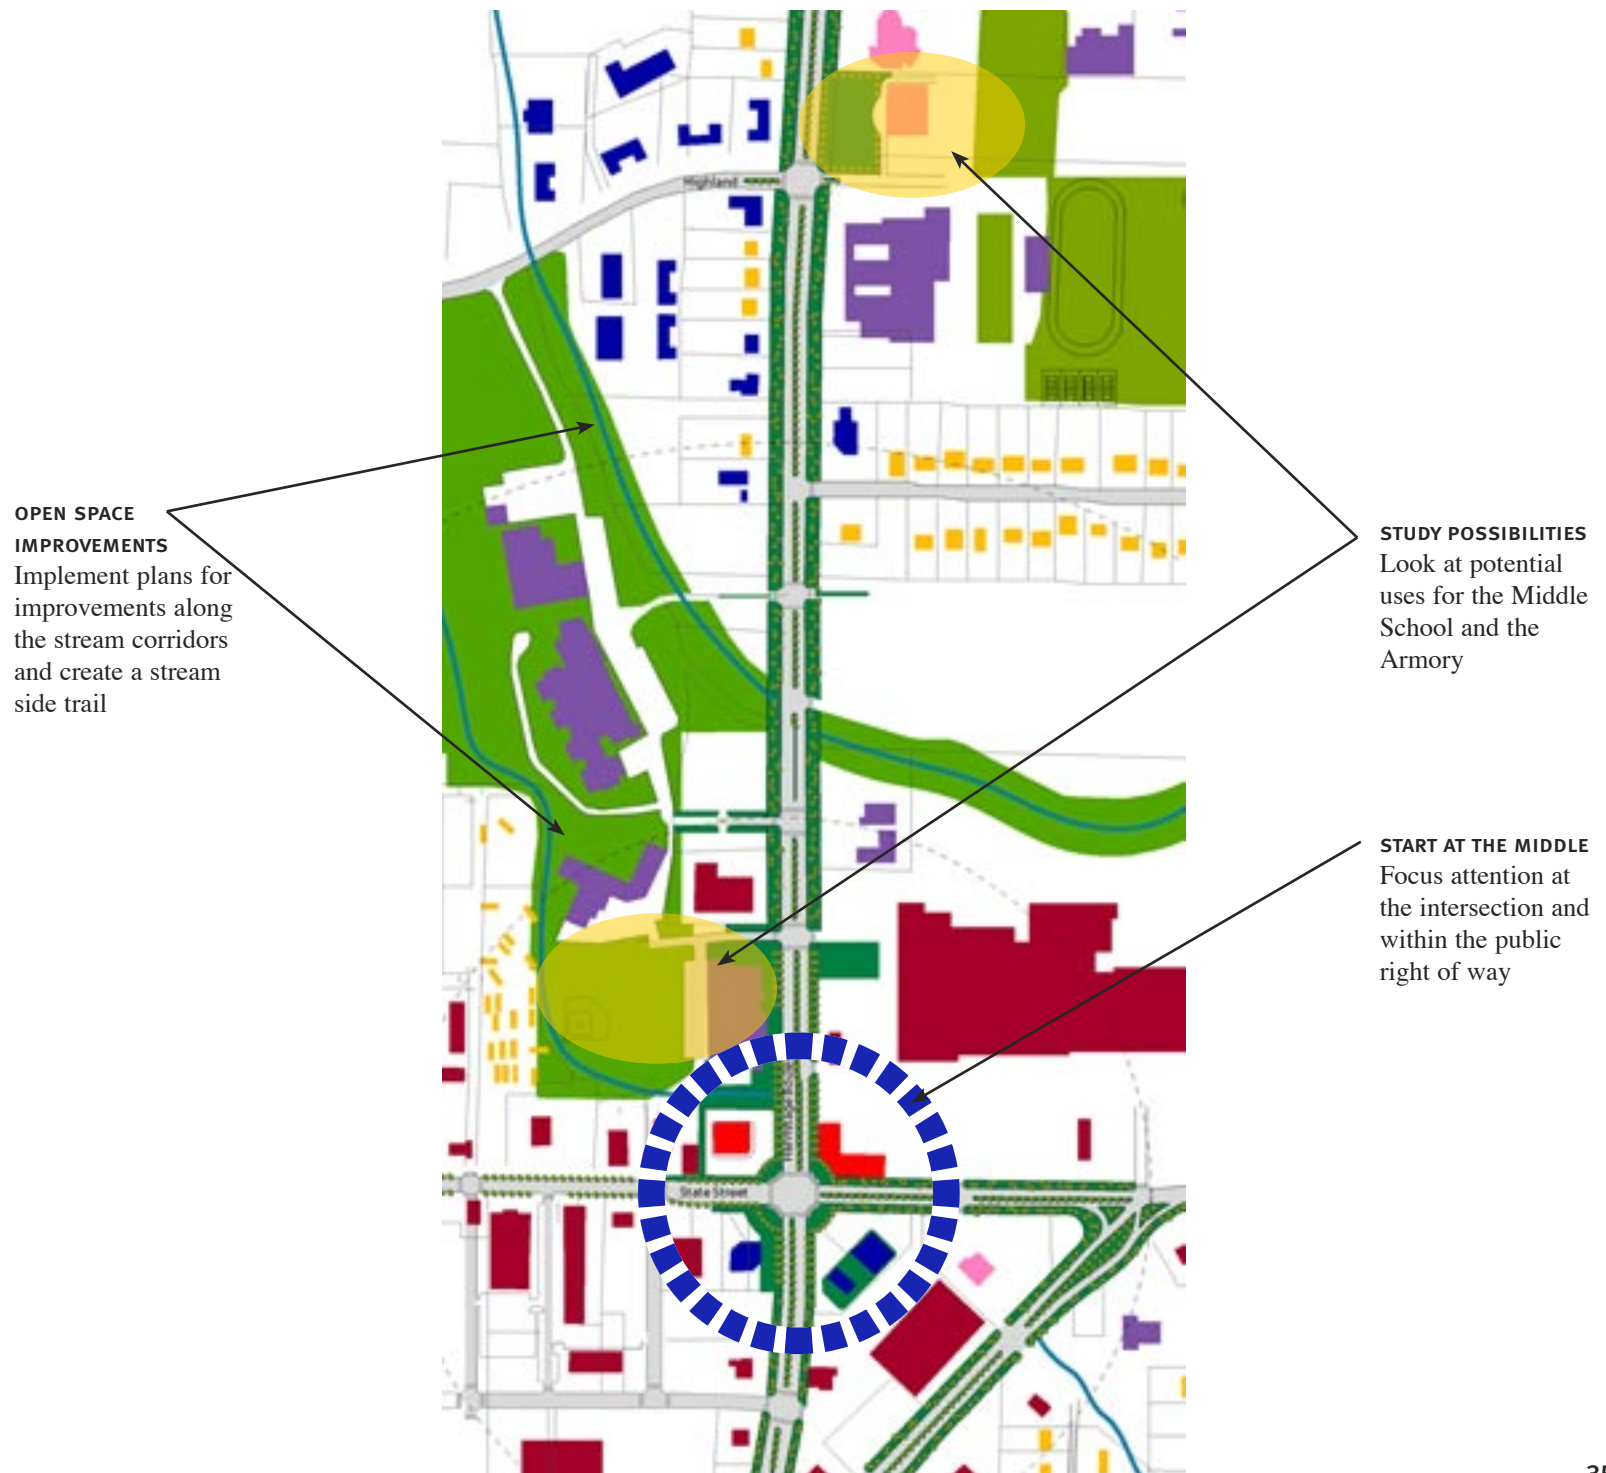 Highland
OPEN SPACE
IMPROVEMENTS
Implement plans for
improvements along
the stream corridors
and create a stream
side trail
STUDY POSSIBILITIES
Look at potential
uses for the Middle
School and the
Armory
START AT THE MIDDLE
Focus attention at
the intersection and
within the public
right of way
State Street